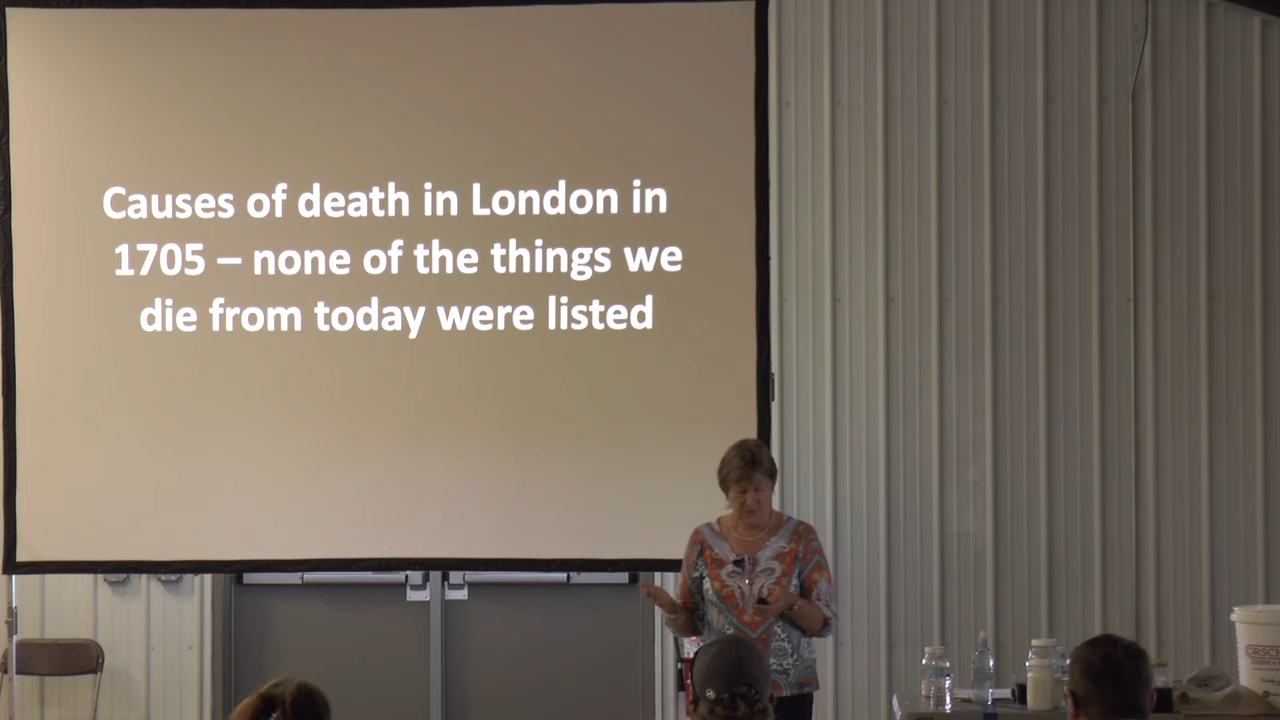 Causes of death in London in
1705 – none of the things we
die from today were listed